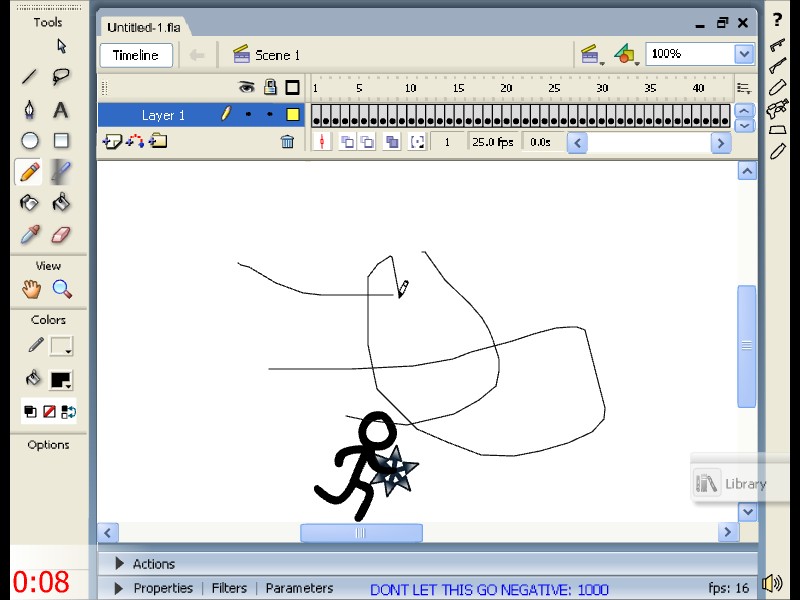 Tools
Untitled-1.fla
?
Timeline
Scene 1
100%
1 5 10 15 20 25 30 35 40
Layer 1
A
1 25.0 fps 0.0s
View
Colors
Options
Library
Actions
Properties Filters Parameters
DONT LET THIS GO NEGATIVE: 1000
fps: 16
0:08